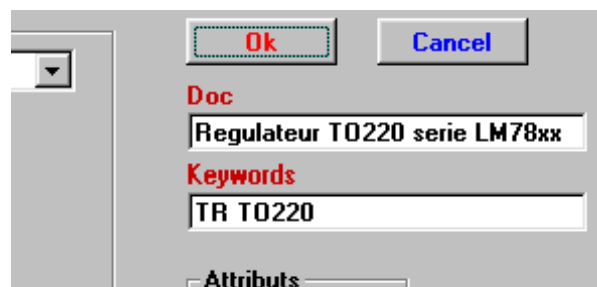 Ok Cancel
Doc
Regulateur TO220 serie LM78xx
Keywords
TR TO220
Attributs